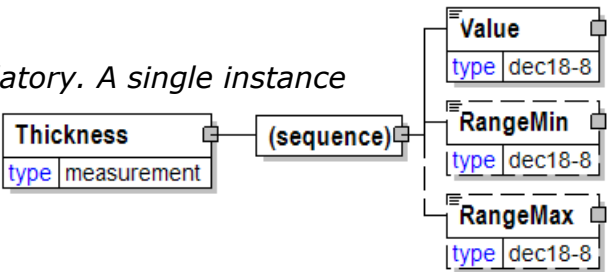 Value
type dec18-8
atory. A single instance
Thickness
type measurement
(sequence)
RangeMin
type dec18-8
RangeMax
type dec18-8